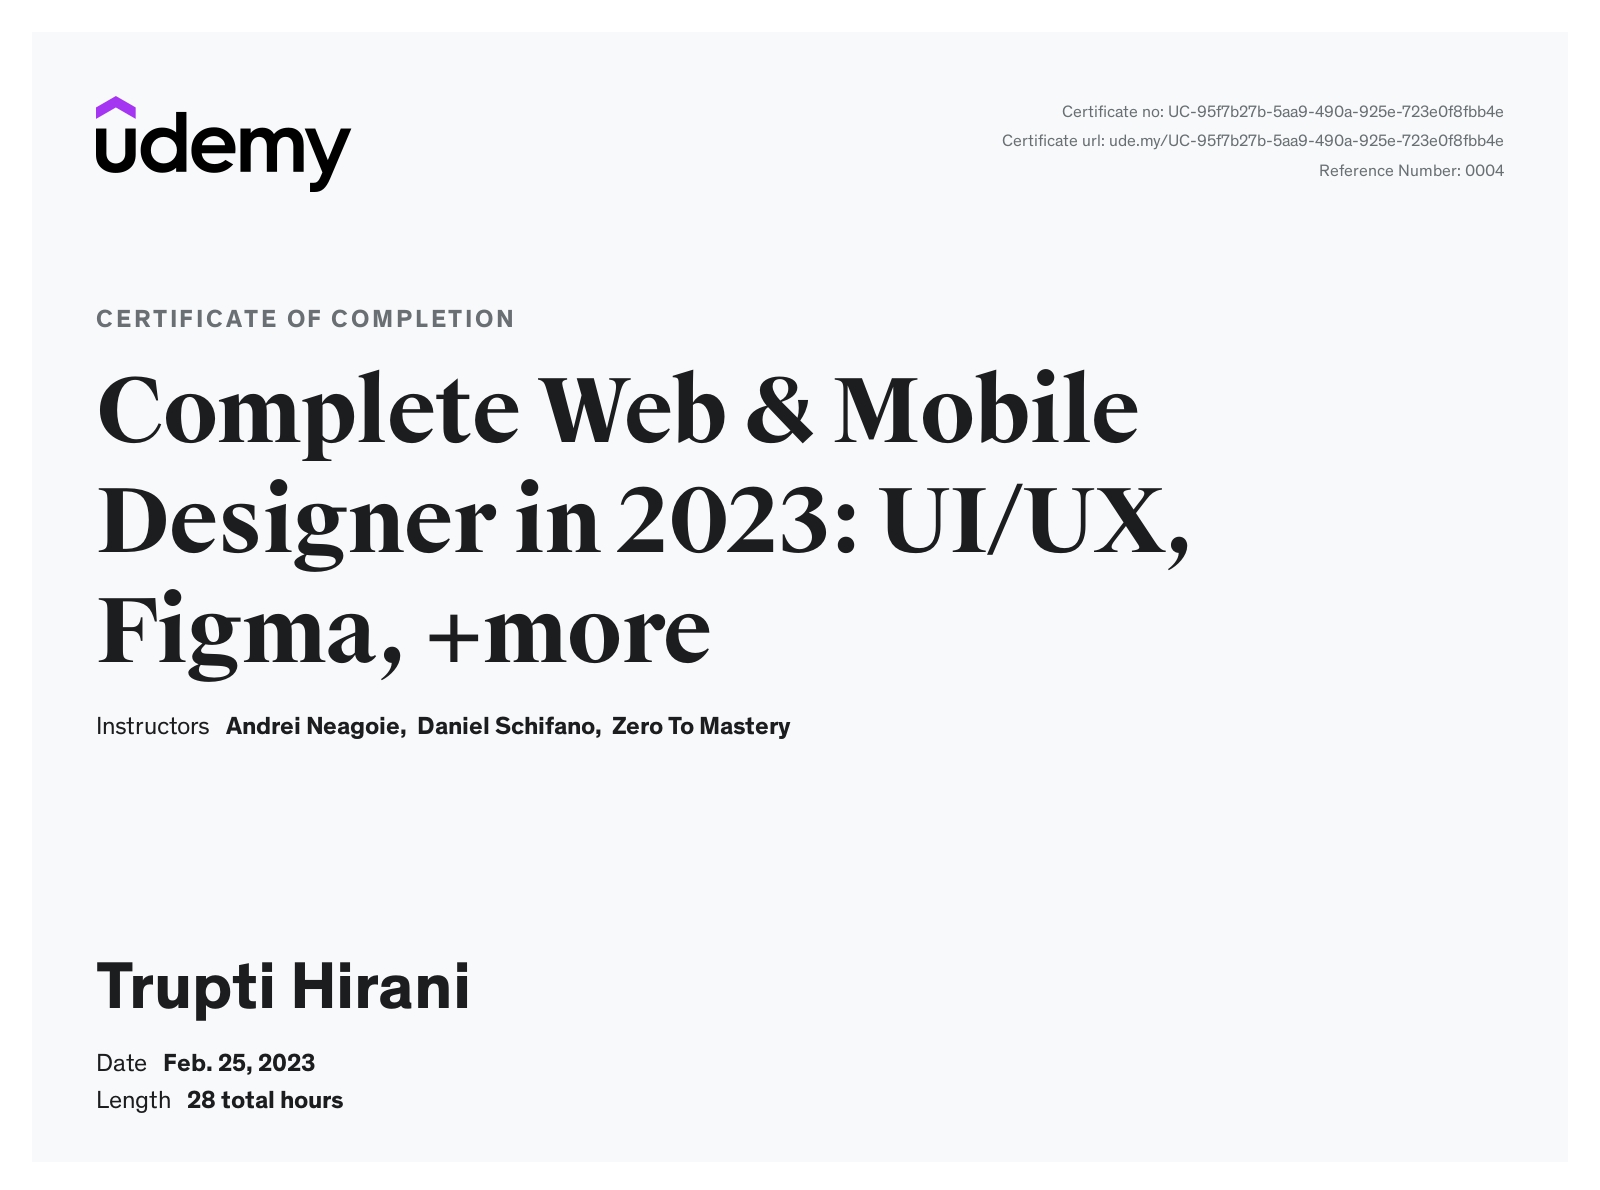 udemy
Certificate no: UC-95f7b27b-5aa9-490a-925e-723e0f8fbb4e
Certificate url: ude.my/UC-95f7b27b-5aa9-490a-925e-723e0f8fbb4e
Reference Number: 0004
CERTIFICATE OF COMPLETION
Complete Web & Mobile
Designer in 2023: UI/UX,
Figma, +more
Instructors Andrei Neagoie, Daniel Schifano, Zero To Mastery
Trupti Hirani
Date Feb. 25, 2023
Length 28 total hours